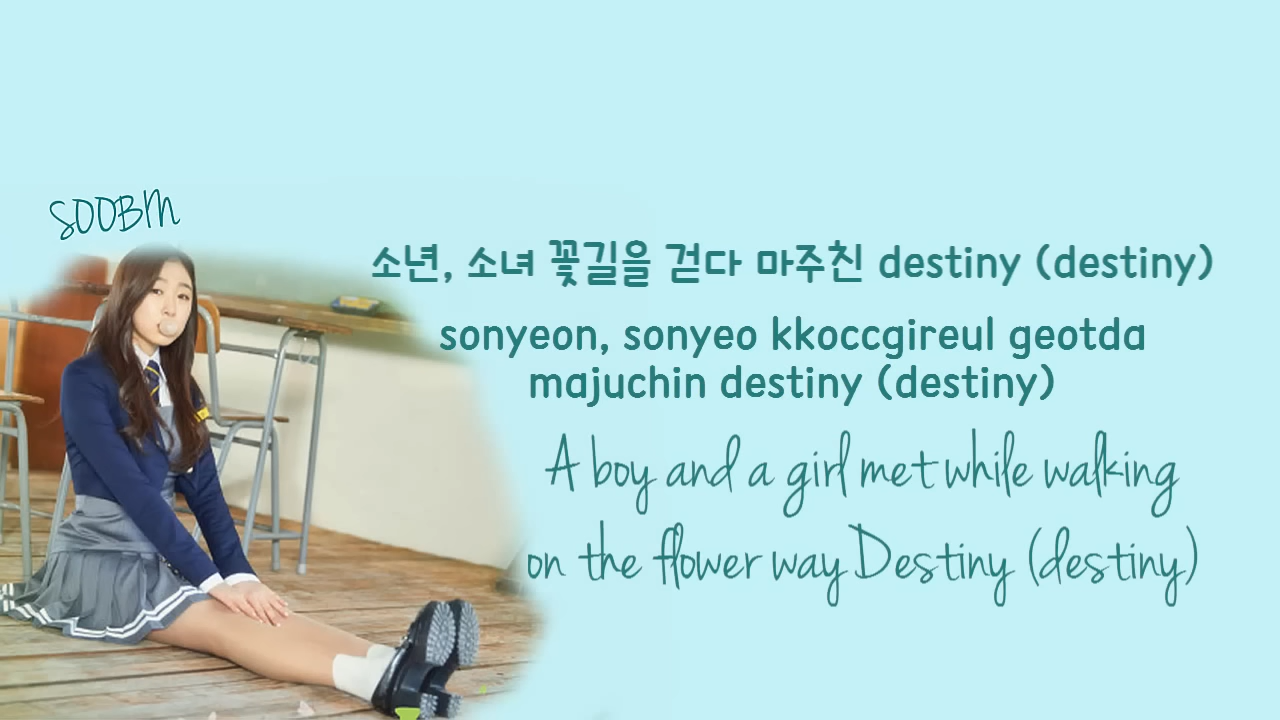 SOOBM
소년, 소녀 꽃길을 걷다 마주친 destiny (destiny)
sonyeon, sonyeo kkoccgireul geotda
majuchin destiny (destiny)
A boy and a girl met while walking
on the flower way Destiny (destiny)